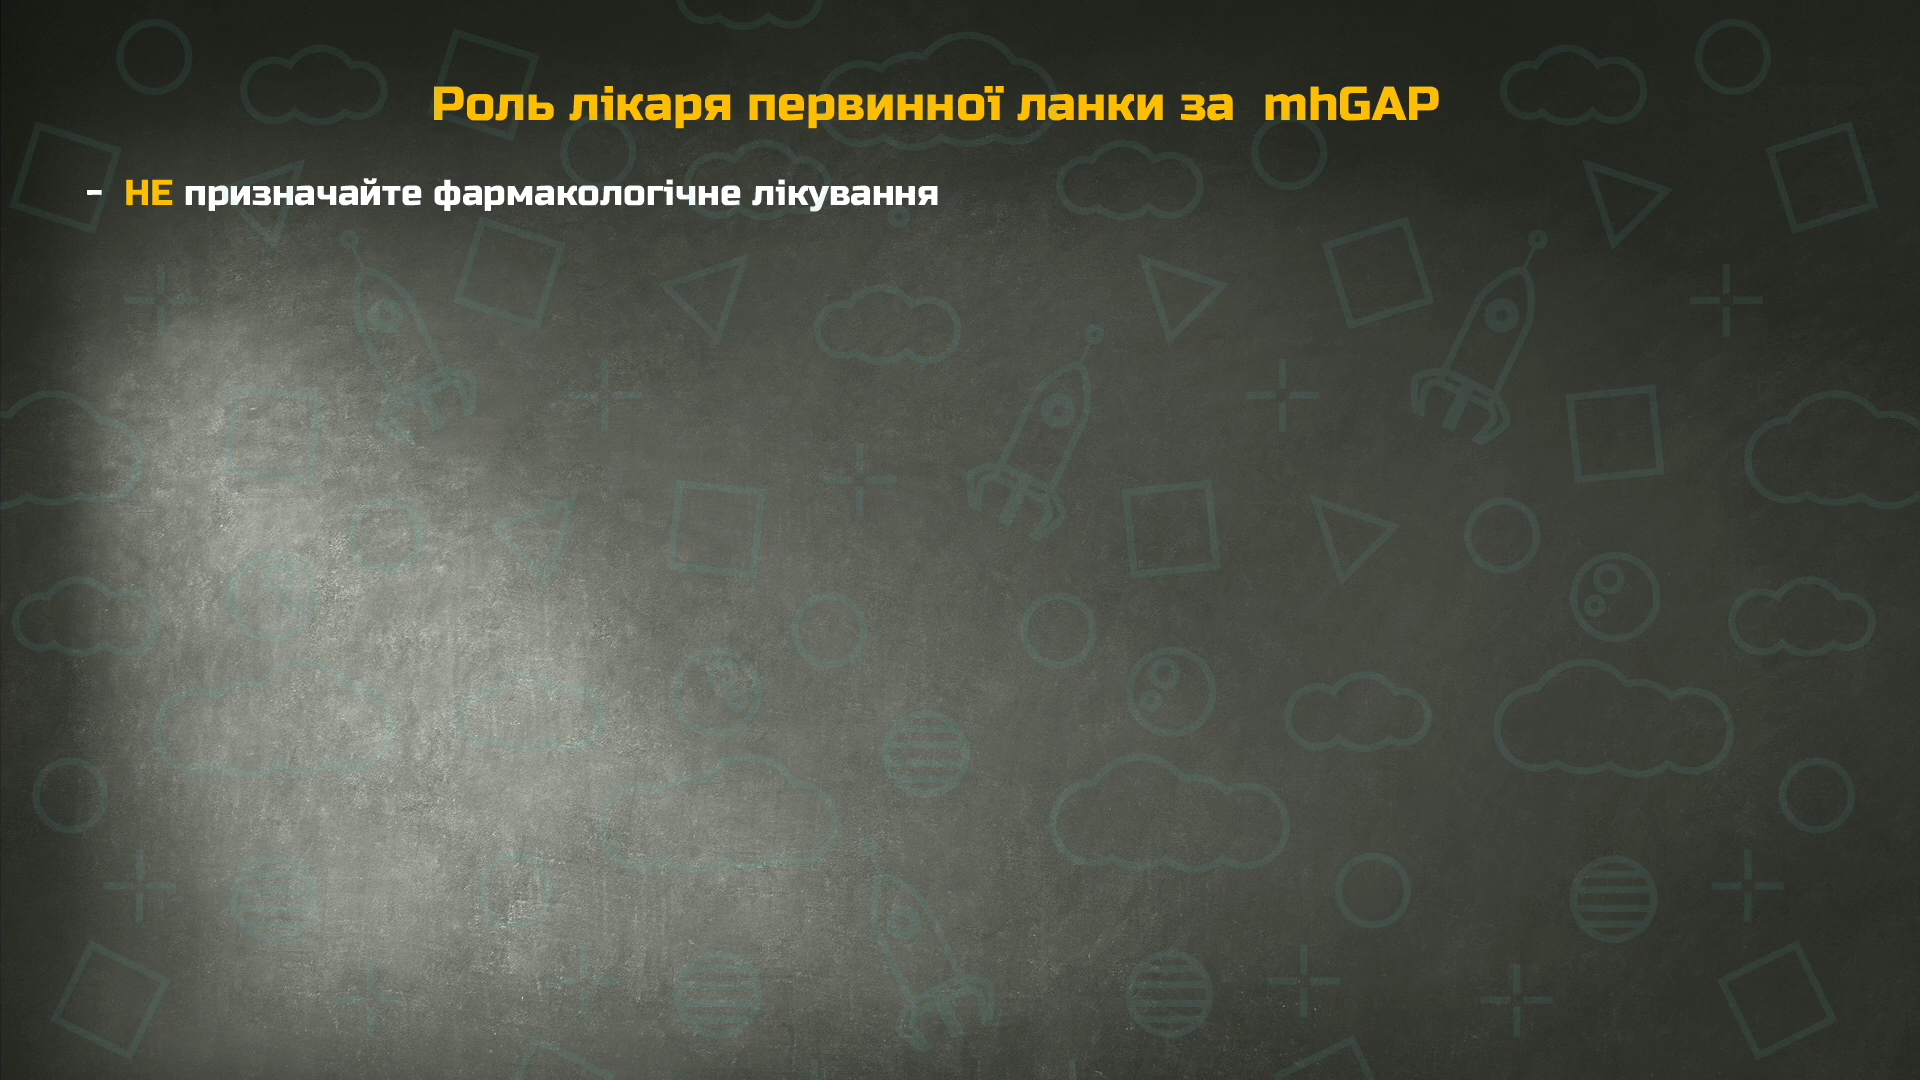 Роль лікаря первинної ланки за mhGAP
- НЕ призначайте фармакологічне лікування